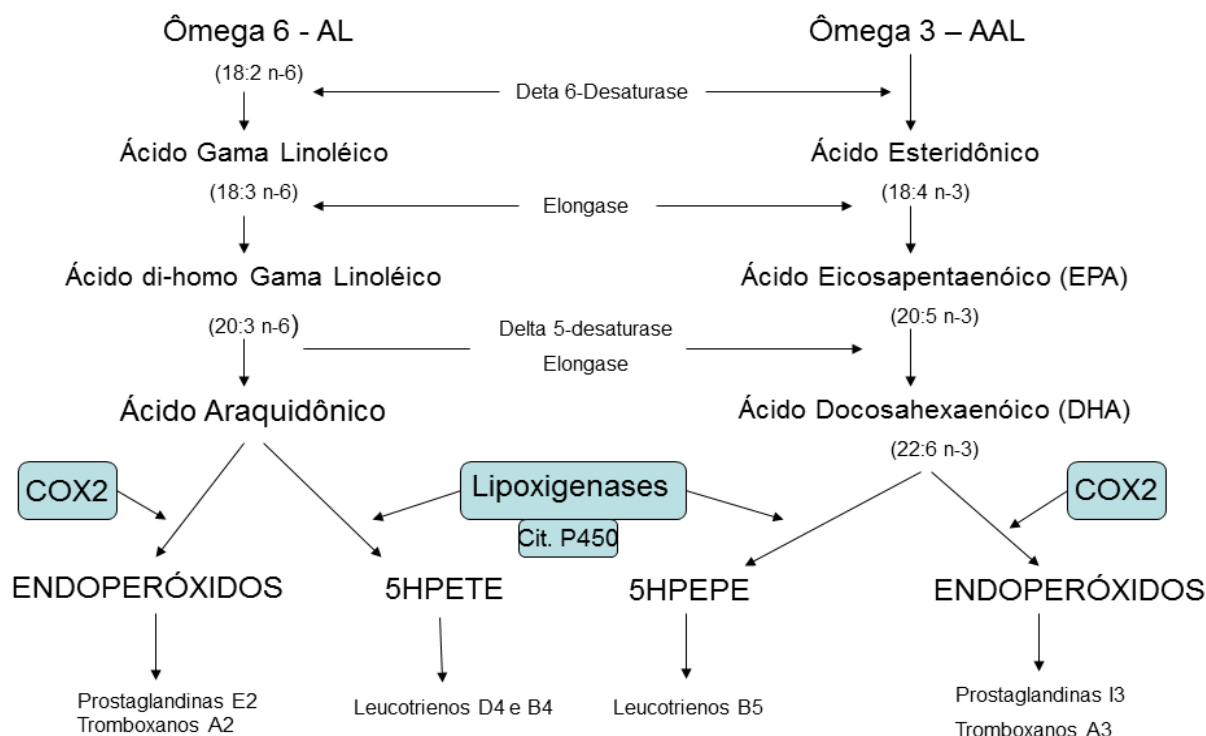 Ômega 6 - AL
Ômega 3 – AAL
(18:2 n-6)
Deta 6-Desaturase
Ácido Gama Linoléico
Ácido Esteridônico
(18:3 n-6)
Elongase
(18:4 n-3)
Ácido di-homo Gama Linoléico
Ácido Eicosapentaenóico (EPA)
(20:3 n-6)
Delta 5-desaturase
Elongase
(20:5 n-3)
Ácido Araquidônico
Ácido Docosahexaenóico (DHA)
(22:6 n-3)
COX2
Lipoxigenases
Cit. P450
COX2
ENDOPERÓXIDOS
5HPETE
5HPEPE
ENDOPERÓXIDOS
Prostaglandinas E2
Tromboxanos A2
Leucotrienos D4 e B4
Leucotrienos B5
Prostaglandinas I3
Tromboxanos A3